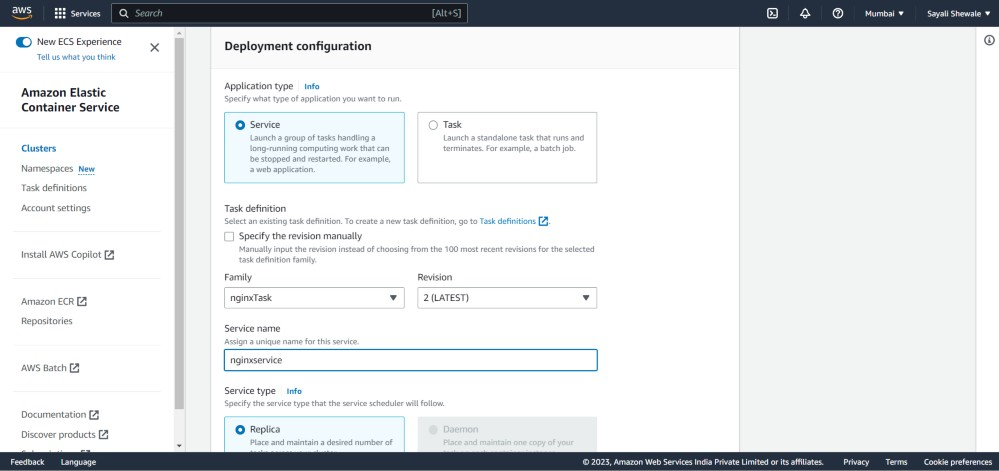 aws Services Search [Alt+S] Mumbai Sayali Shewale
New ECS Experience
Tell us what you think
Amazon Elastic
Container Service
Clusters
Namespaces New
Task definitions
Account settings
Install AWS Copilot
Amazon ECR
Repositories
AWS Batch
Documentation
Discover products
Deployment configuration
Application type Info
Specify what type of application you want to run.
Service
Launch a group of tasks handling a
long-running computing work that can
be stopped and restarted. For example,
a web application.
Task
Launch a standalone task that runs and
terminates. For example, a batch job.
Task definition
Select an existing task definition. To create a new task definition, go to Task definitions.
Specify the revision manually
Manually input the revision instead of choosing from the 100 most recent revisions for the selected
task definition family.
Family
nginxTask
Revision
2 (LATEST)
Service name
Assign a unique name for this service.
nginxservice
Service type Info
Specify the service type that the service scheduler will follow.
Replica
Place and maintain a desired number of
Daemon
Place and maintain one copy of your
Feedback Language © 2023, Amazon Web Services India Private Limited or its affiliates. Privacy Terms Cookie preferences